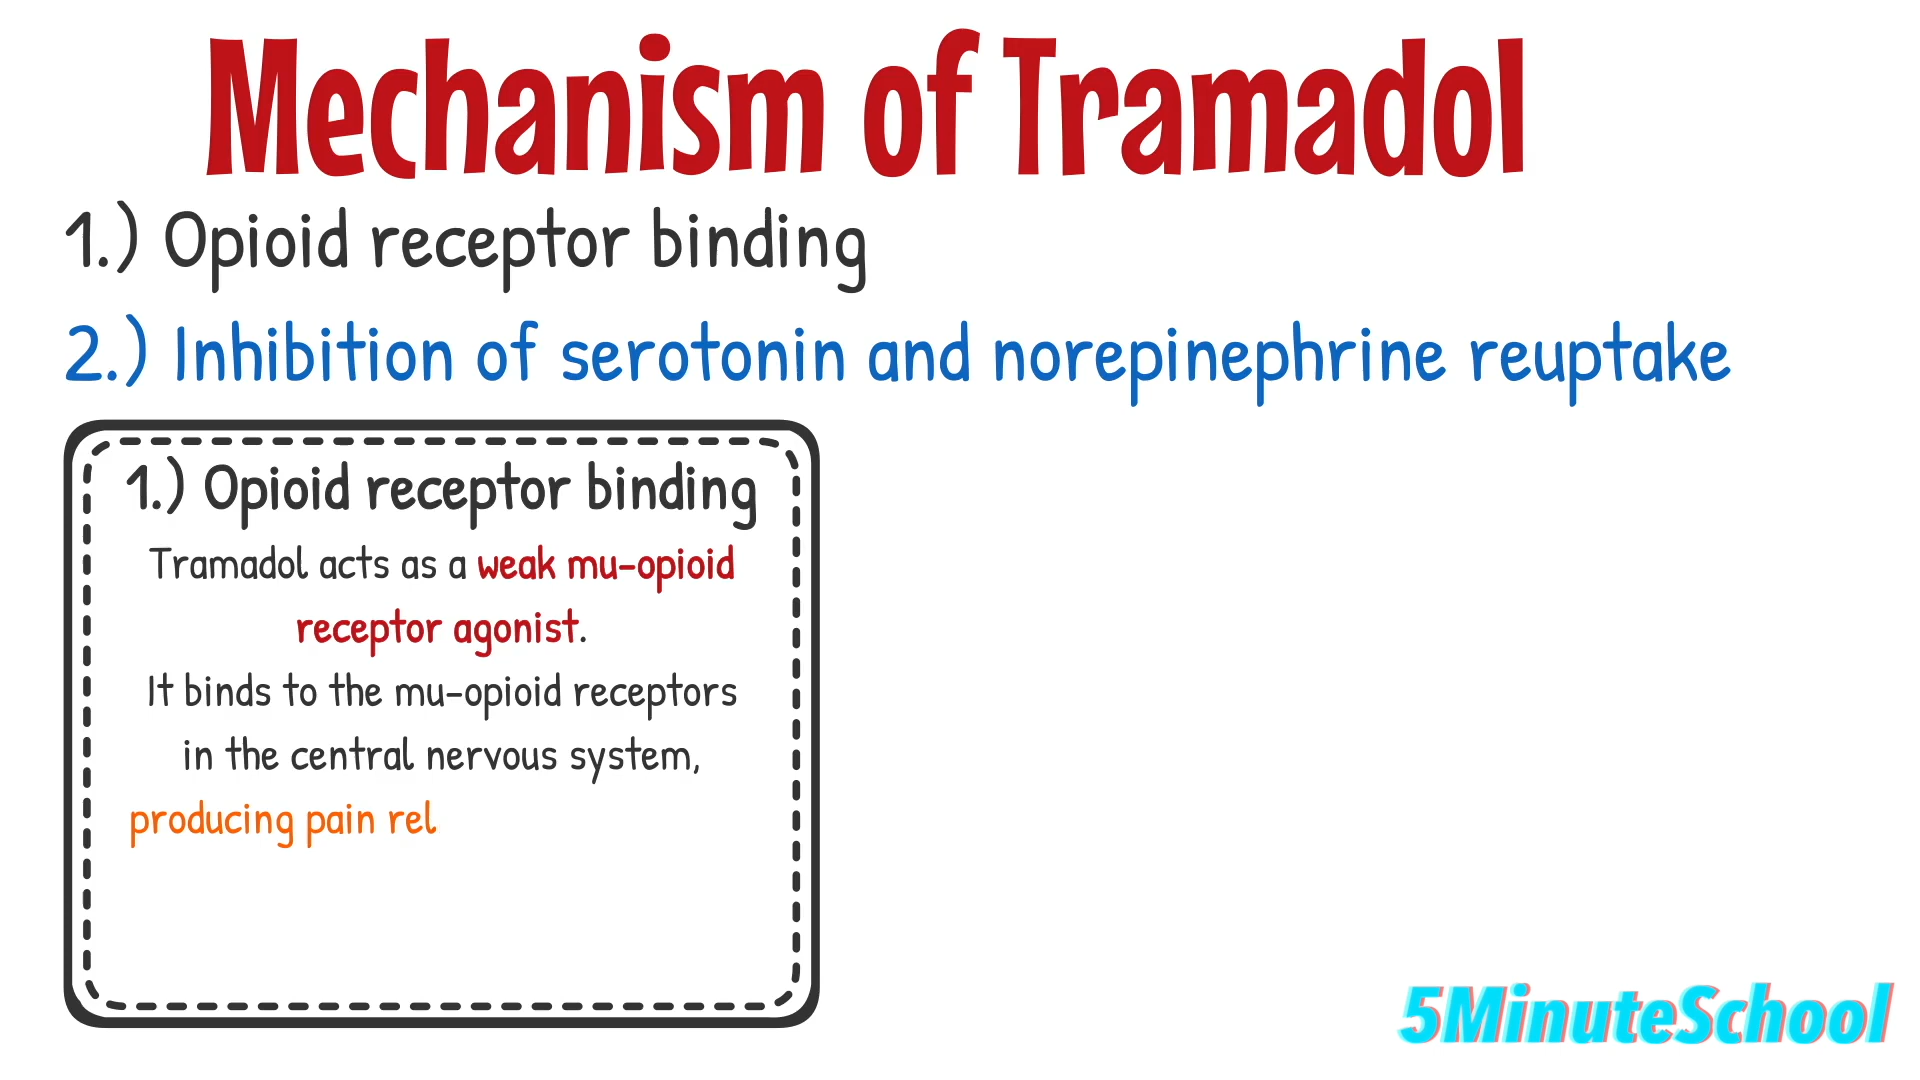 Mechanism of Tramadol
1.) Opioid receptor binding
2.) Inhibition of serotonin and norepinephrine reuptake
1.) Opioid receptor binding
Tramadol acts as a weak mu-opioid
receptor agonist.
It binds to the mu-opioid receptors
in the central nervous system,
producing pain rel
5MinuteSchool